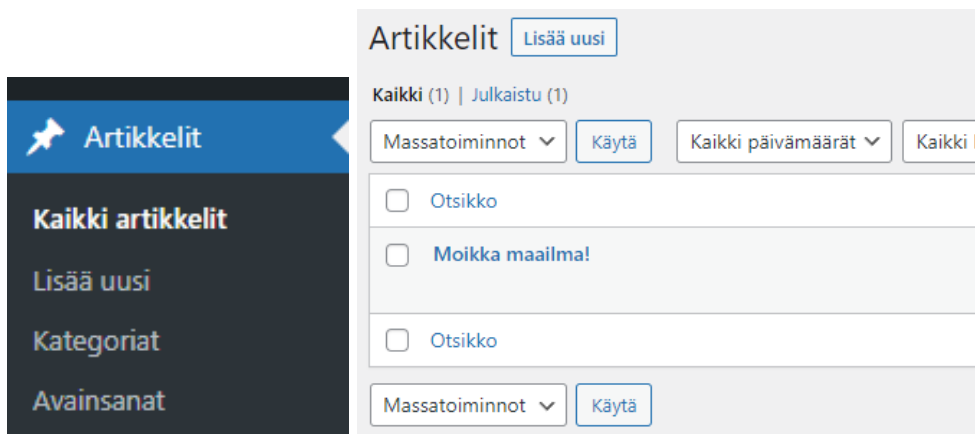 Artikkelit
Kaikki artikkelit
Lisää uusi
Kategoriat
Avainsanat
Artikkelit Lisää uusi
Kaikki (1) | Julkaistu (1)
Massatoiminnot Käytä Kaikki päivämäärät Kaikki
Otsikko
Moikka maailma!
Otsikko
Massatoiminnot Käytä